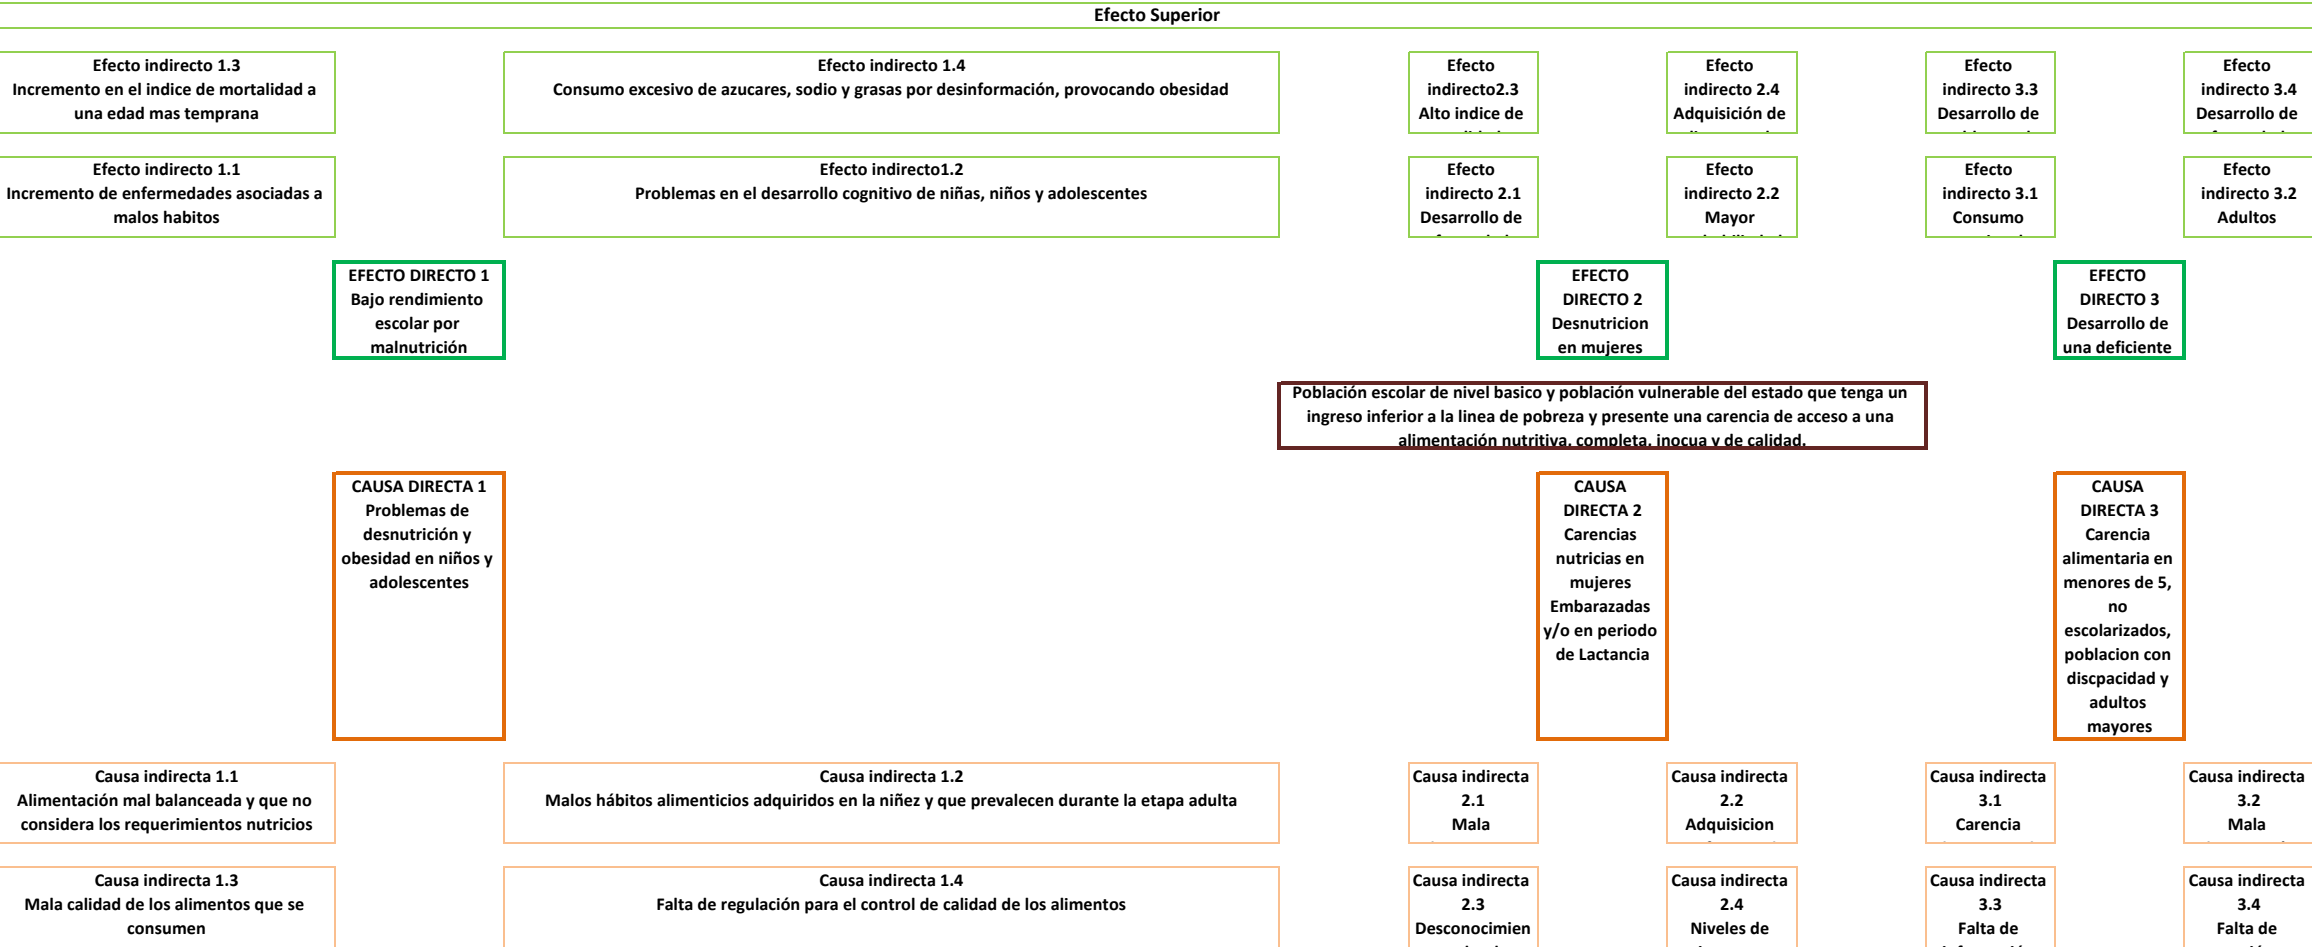 Efecto Superior
Efecto indirecto 1.3
Incremento en el indice de mortalidad a
una edad mas temprana
Efecto indirecto 1.4
Consumo excesivo de azucares, sodio y grasas por desinformación, provocando obesidad
Efecto
indirecto2.3
Alto indice de
Efecto
indirecto 2.4
Adquisición de
Efecto
indirecto 3.3
Desarrollo de
Efecto
indirecto 3.4
Desarrollo de
Efecto indirecto 1.1
Incremento de enfermedades asociadas a
malos habitos
Efecto indirecto1.2
Problemas en el desarrollo cognitivo de niñas, niños y adolescentes
Efecto
indirecto 2.1
Desarrollo de
Efecto
indirecto 2.2
Mayor
Efecto
indirecto 3.1
Consumo
Efecto
indirecto 3.2
Adultos
EFECTO DIRECTO 1
Bajo rendimiento
escolar por
malnutrición
EFECTO
DIRECTO 2
Desnutricion
en mujeres
EFECTO
DIRECTO 3
Desarrollo de
una deficiente
Población escolar de nivel basico y población vulnerable del estado que tenga un
ingreso inferior a la linea de pobreza y presente una carencia de acceso a una
alimentación nutritiva, completa, inocua y de calidad.
CAUSA DIRECTA 1
Problemas de
desnutrición y
obesidad en niños y
adolescentes
CAUSA
DIRECTA 2
Carencias
nutricias en
mujeres
Embarazadas
y/o en periodo
de Lactancia
CAUSA
DIRECTA 3
Carencia
alimentaria en
menores de 5,
no
escolarizados,
poblacion con
discpacidad y
adultos
mayores
Causa indirecta 1.1
Alimentación mal balanceada y que no
considera los requerimientos nutricios
Causa indirecta 1.2
Malos hábitos alimenticios adquiridos en la niñez y que prevalecen durante la etapa adulta
Causa indirecta
2.1
Mala
Causa indirecta
2.2
Adquisicion
Causa indirecta
3.1
Carencia
Causa indirecta
3.2
Mala
Causa indirecta 1.3
Mala calidad de los alimentos que se
consumen
Causa indirecta 1.4
Falta de regulación para el control de calidad de los alimentos
Causa indirecta
2.3
Desconocimien
Causa indirecta
2.4
Niveles de
Causa indirecta
3.3
Falta de
Causa indirecta
3.4
Falta de